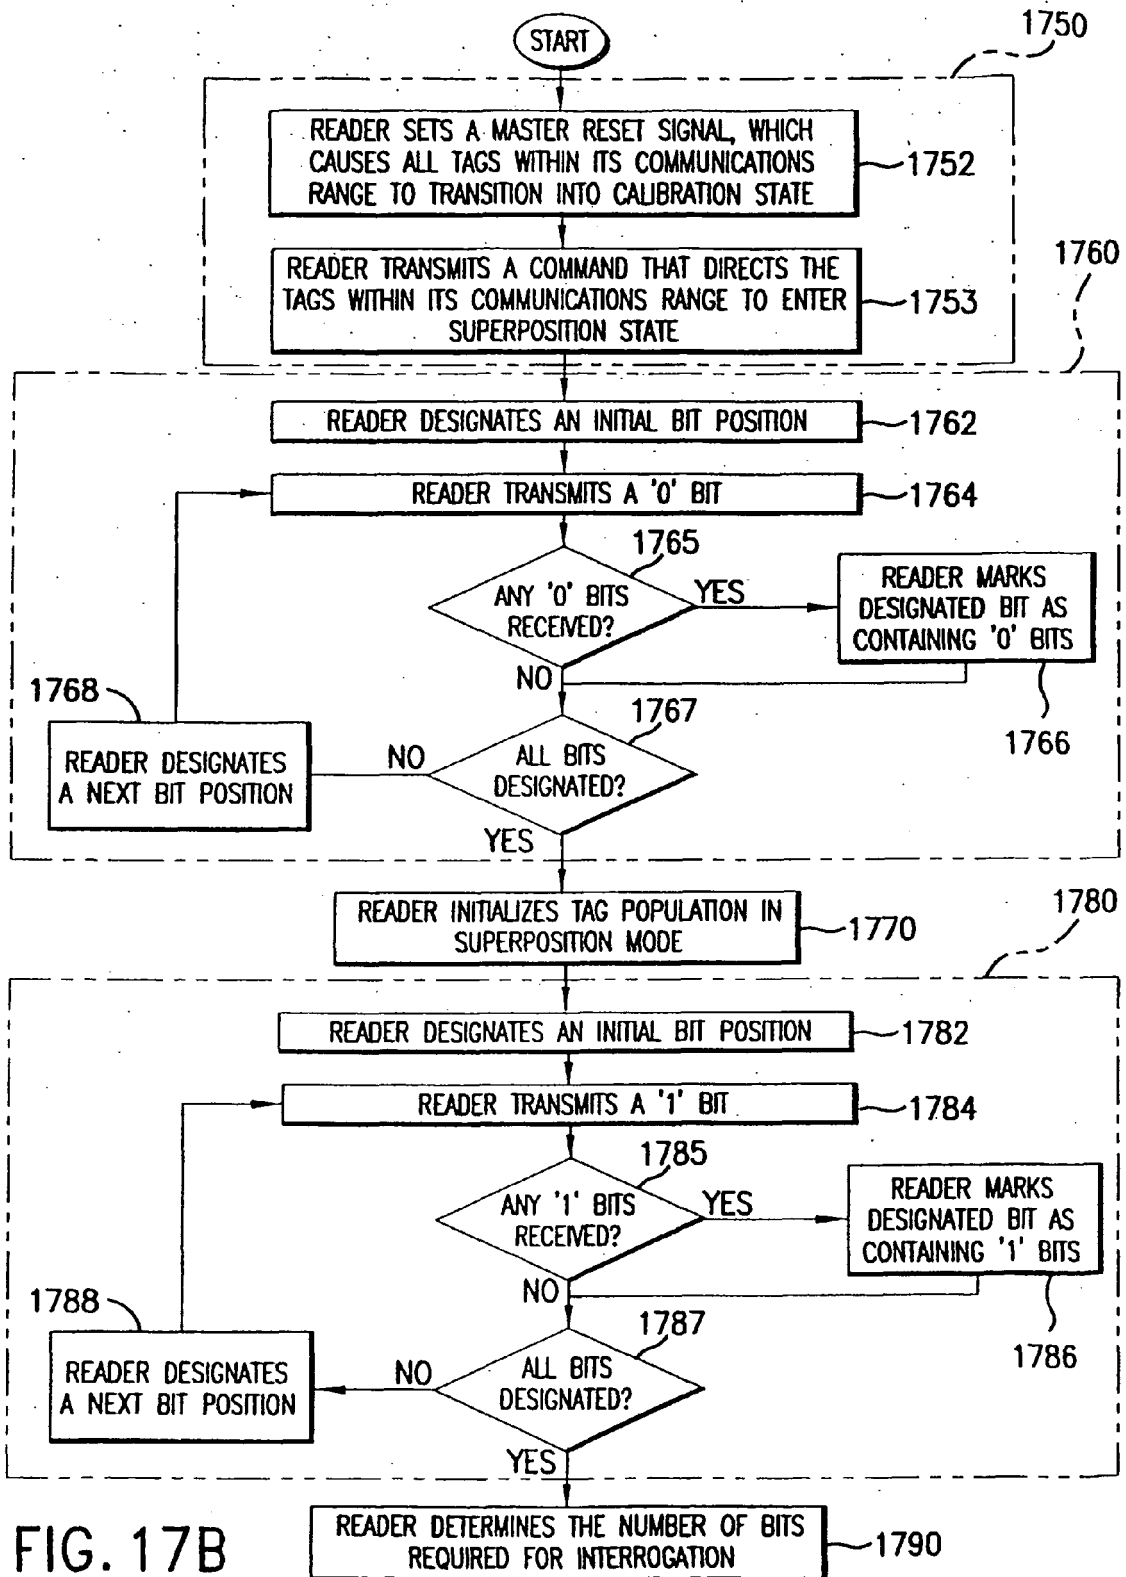 START
1750
READER SETS A MASTER RESET SIGNAL, WHICH
CAUSES ALL TAGS WITHIN ITS COMMUNICATIONS
RANGE TO TRANSITION INTO CALIBRATION STATE
1752
READER TRANSMITS A COMMAND THAT DIRECTS THE
TAGS WITHIN ITS COMMUNICATIONS RANGE TO ENTER
SUPERPOSITION STATE
1753
1760
READER DESIGNATES AN INITIAL BIT POSITION
1762
READER TRANSMITS A '0' BIT
1764
1765
ANY '0' BITS
RECEIVED?
YES
READER MARKS
DESIGNATED BIT AS
CONTAINING '0' BITS
1766
NO
1767
ALL BITS
DESIGNATED?
NO
1768
READER DESIGNATES
A NEXT BIT POSITION
YES
READER INITIALIZES TAG POPULATION IN
SUPERPOSITION MODE
1770
1780
READER DESIGNATES AN INITIAL BIT POSITION
1782
READER TRANSMITS A '1' BIT
1784
1785
ANY '1' BITS
RECEIVED?
YES
READER MARKS
DESIGNATED BIT AS
CONTAINING '1' BITS
1786
NO
1787
ALL BITS
DESIGNATED?
NO
1788
READER DESIGNATES
A NEXT BIT POSITION
YES
READER DETERMINES THE NUMBER OF BITS
REQUIRED FOR INTERROGATION
1790
FIG. 17B